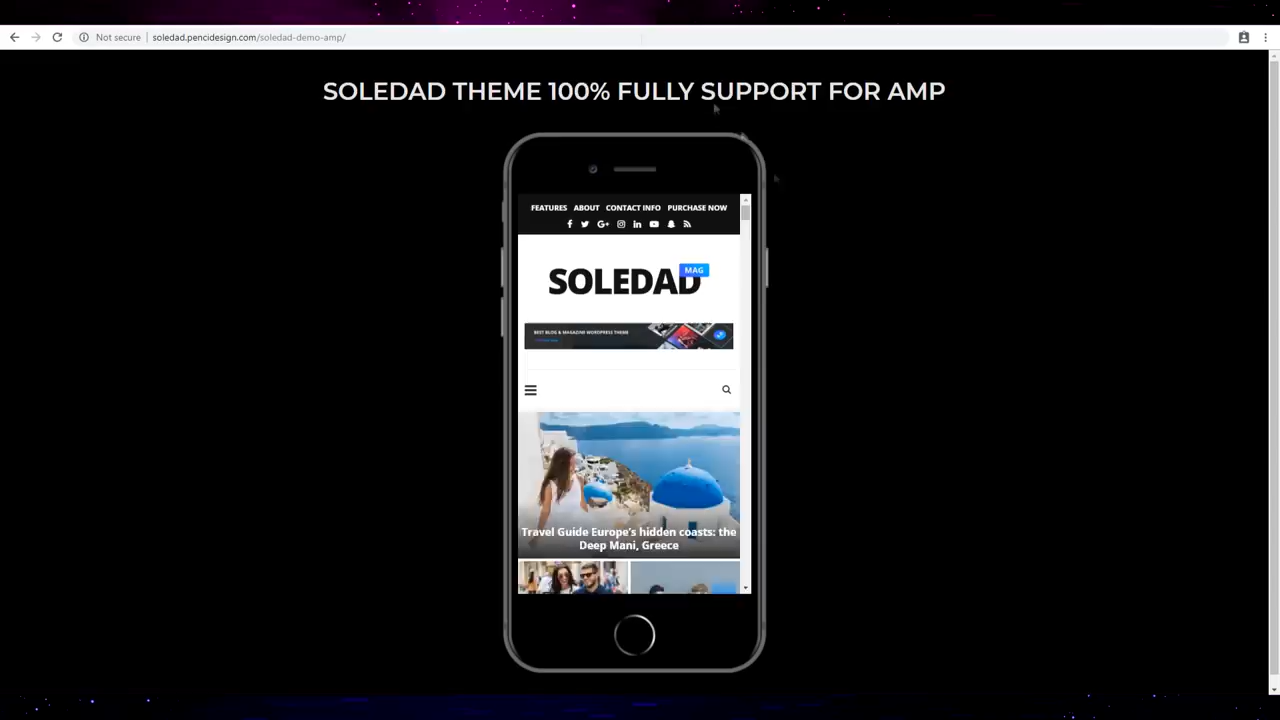 Not secure soledad.pencidesign.com/soledad-demo-amp/
SOLEDAD THEME 100% FULLY SUPPORT FOR AMP
FEATURES ABOUT CONTACT INFO PURCHASE NOW
SOLEDAD MAG
BEST BLOG & MAGAZINE WORDPRESS THEME
Travel Guide Europe's hidden coasts: the
Deep Mani, Greece